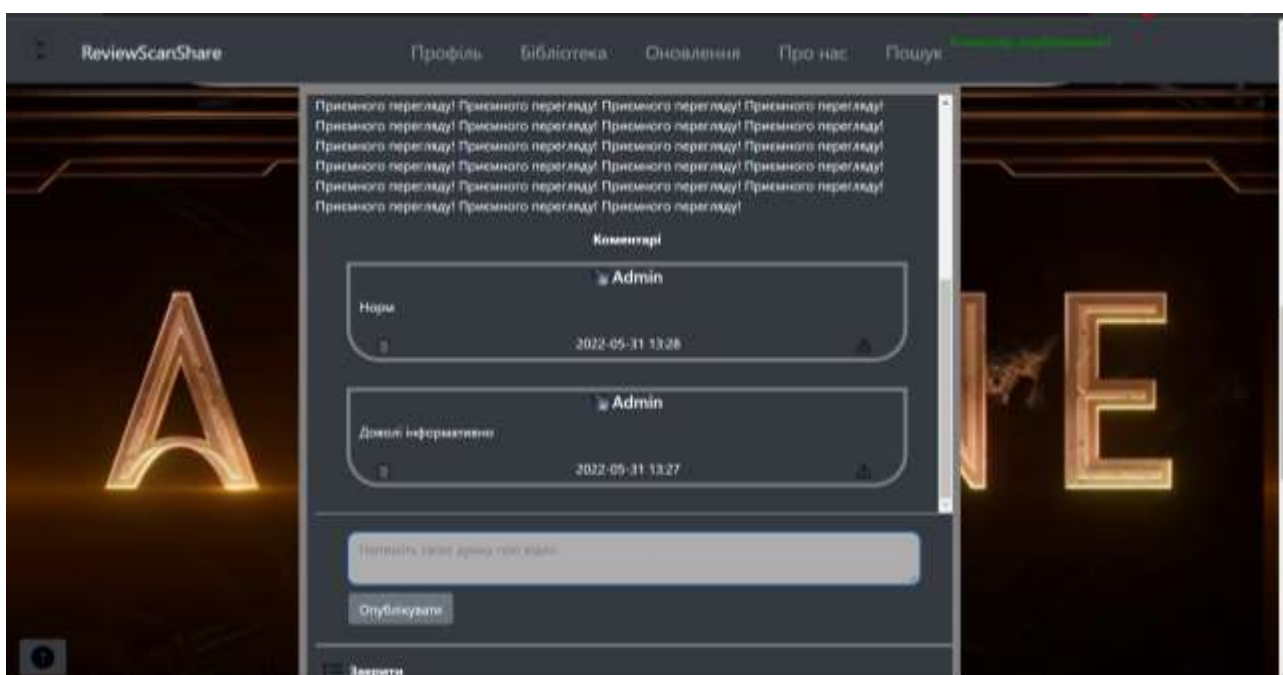 ReviewScanShare
Профіль Бібліотека Оновлення Про нас Пошук
Приємного перегляду! Приємного перегляду! Приємного перегляду! Приємного перегляду!
Приємного перегляду! Приємного перегляду! Приємного перегляду! Приємного перегляду!
Приємного перегляду! Приємного перегляду! Приємного перегляду! Приємного перегляду!
Приємного перегляду! Приємного перегляду! Приємного перегляду! Приємного перегляду!
Приємного перегляду! Приємного перегляду! Приємного перегляду! Приємного перегляду!
Приємного перегляду! Приємного перегляду! Приємного перегляду!
Коментарі
Admin
Норм
2022-05-31 13:28
Admin
Доволі інформативно
2022-05-31 13:27
A NE
Опублікувати
Закрити